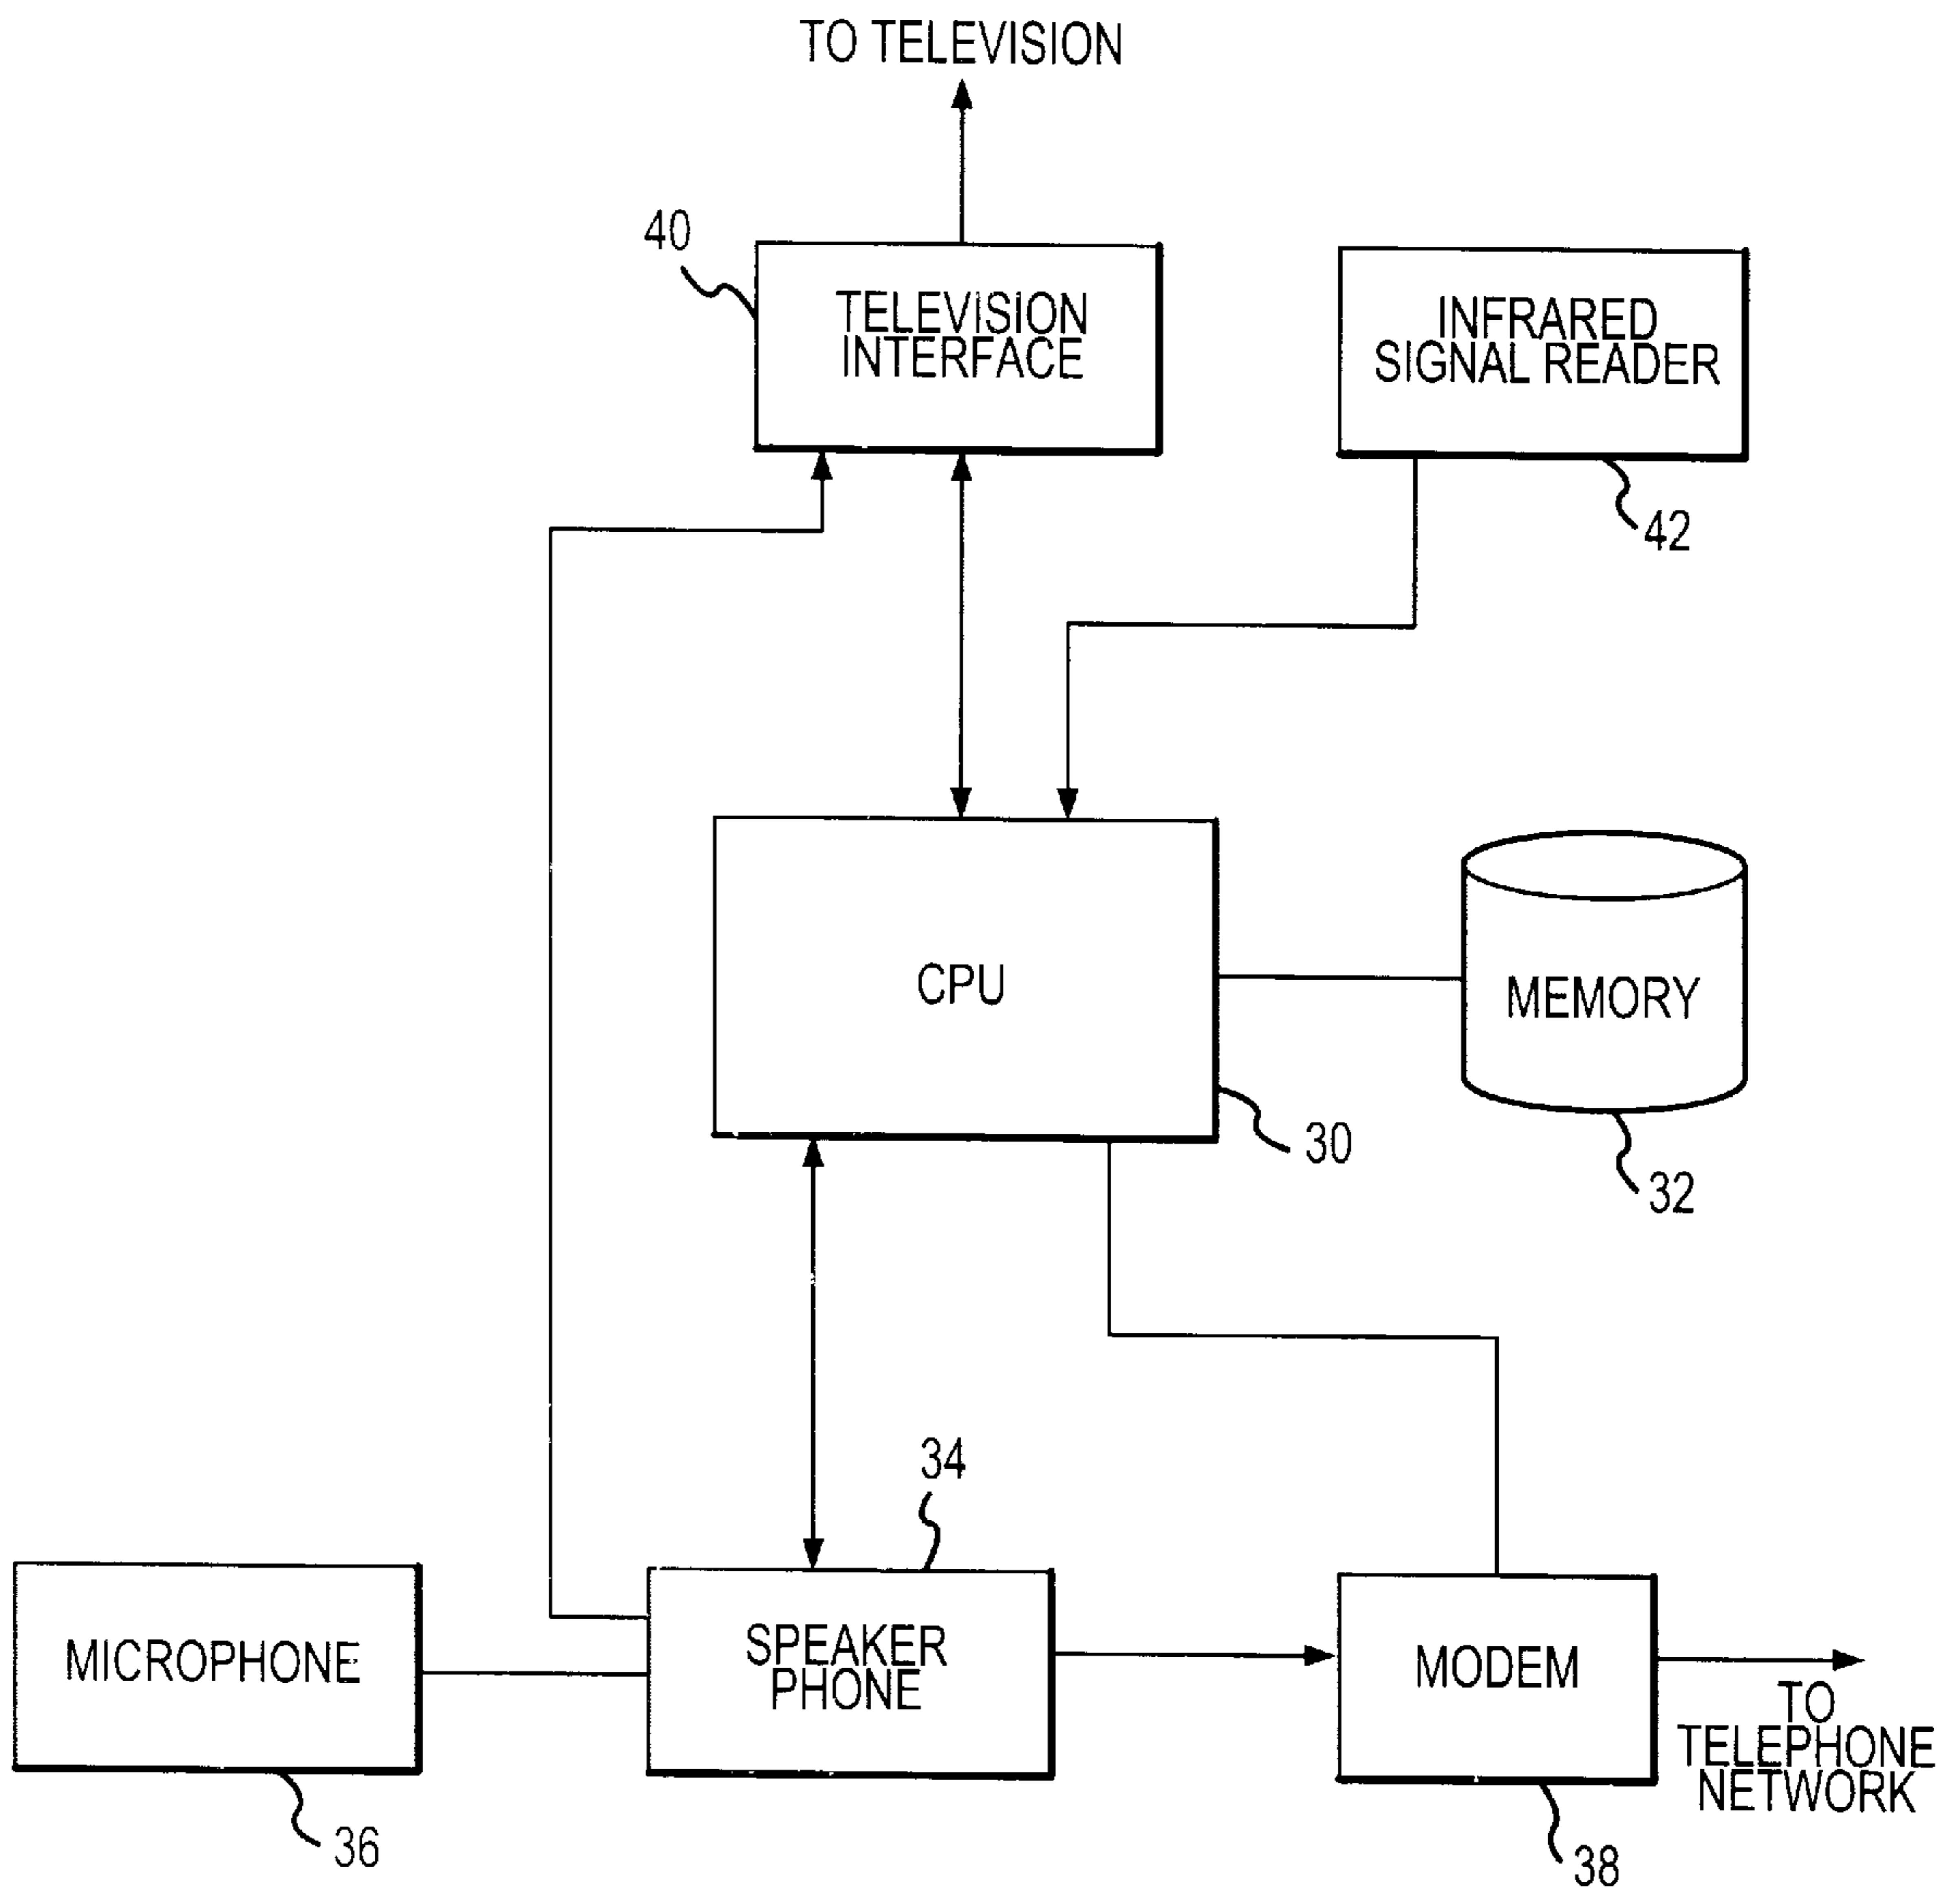 TO TELEVISION
40
TELEVISION
INTERFACE
INFRARED
SIGNAL READER
42
CPU
MEMORY
30
32
34
MICROPHONE
SPEAKER
PHONE
MODEM
TO
TELEPHONE
NETWORK
36
38